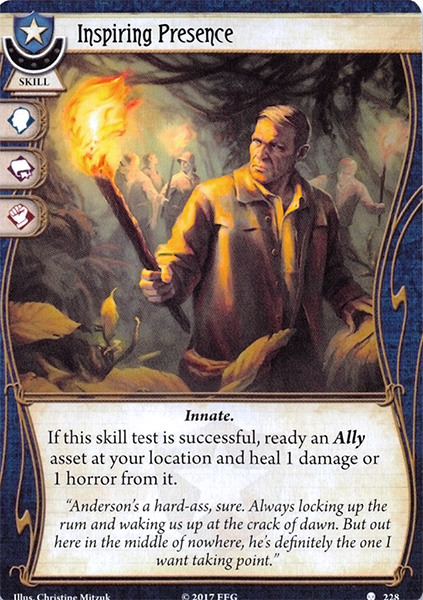 Inspiring Presence
SKILL
Innate.
If this skill test is successful, ready an Ally
asset at your location and heal 1 damage or
1 horror from it.
“Anderson’s a hard-ass, sure. Always locking up the
rum and waking us up at the crack of dawn. But out
here in the middle of nowhere, he’s definitely the one I
want taking point.”
Illus. Christine Mitzuk © 2017 FFG 228